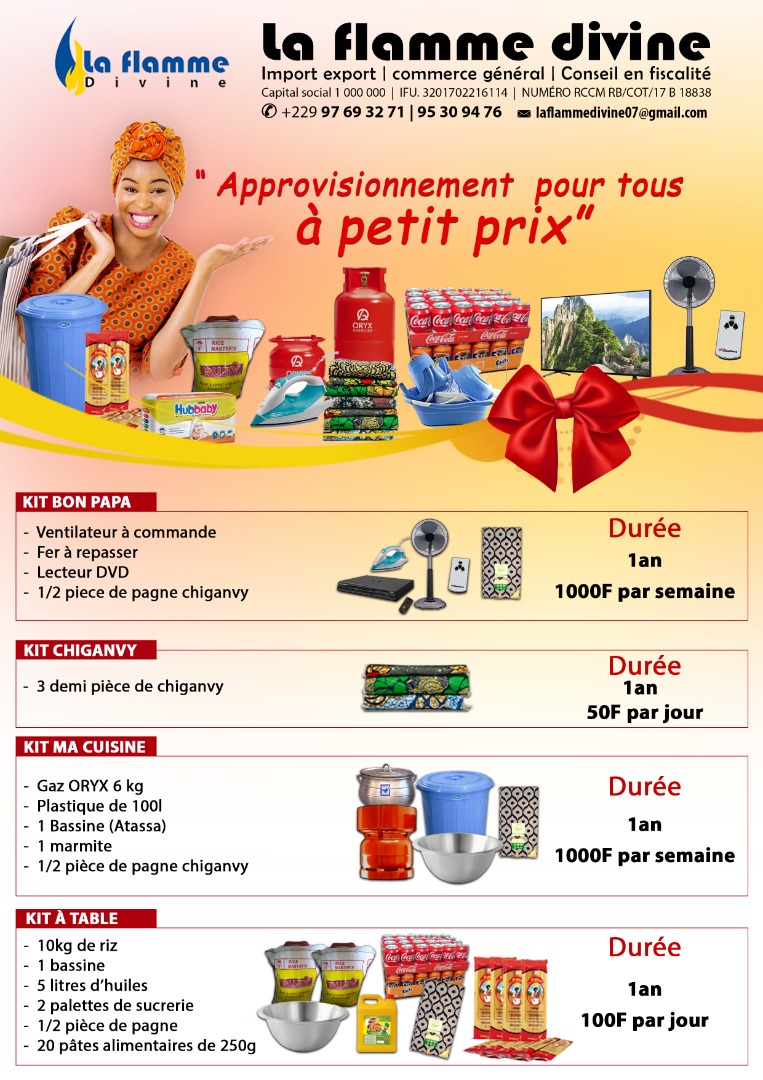 La flamme
Divine
La flamme divine
Import export | commerce général | Conseil en fiscalité
Capital social 1 000 000 | IFU. 3201702216114 | NUMÉRO RCCM RB/COT/17 B 18838
+229 97 69 32 71 | 95 30 94 76 laflammedivine07@gmail.com
" Approvisionnement pour tous
à petit prix"
RICE
MASTER'S
ORYX
ENERGIES
Coca-Cola
Hubbaby
KIT BON PAPA
- Ventilateur à commande
- Fer à repasser
- Lecteur DVD
- 1/2 piece de pagne chiganvy
Durée
1an
1000F par semaine
KIT CHIGANVY
- 3 demi pièce de chiganvy
Durée
1an
50F par jour
KIT MA CUISINE
- Gaz ORYX 6 kg
- Plastique de 100l
- 1 Bassine (Atassa)
- 1 marmite
- 1/2 pièce de pagne chiganvy
Durée
1an
1000F par semaine
KIT À TABLE
- 10kg de riz
- 1 bassine
- 5 litres d'huiles
- 2 palettes de sucrerie
- 1/2 pièce de pagne
- 20 pâtes alimentaires de 250g
Durée
1an
100F par jour